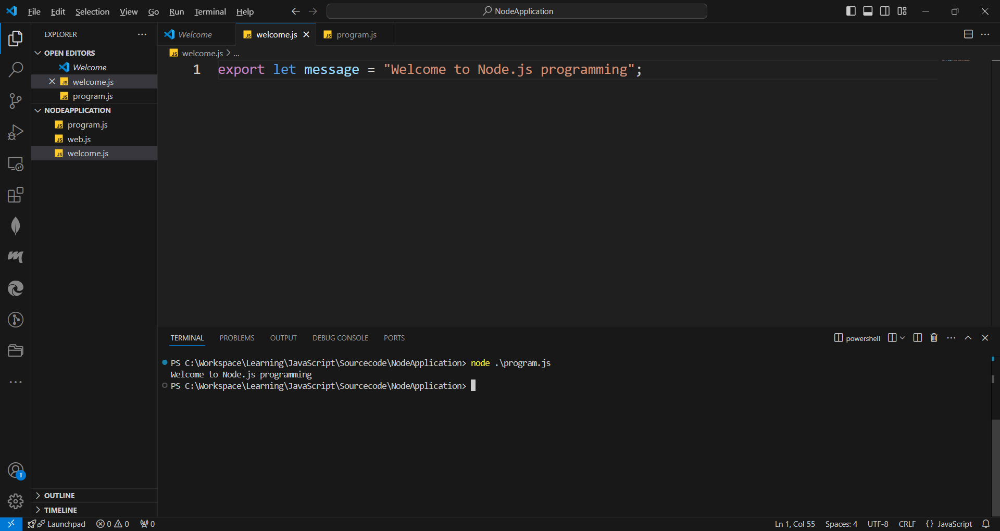 File Edit Selection View Go Run Terminal Help
NodeApplication
EXPLORER
OPEN EDITORS
Welcome
welcome.js
program.js
NODEAPPLICATION
program.js
web.js
welcome.js
OUTLINE
TIMELINE
Welcome
welcome.js
program.js
welcome.js > ...
1 export let message = "Welcome to Node.js programming";
TERMINAL PROBLEMS OUTPUT DEBUG CONSOLE PORTS
powershell
PS C:\Workspace\Learning\JavaScript\Sourcecode\NodeApplication> node .\program.js
Welcome to Node.js programming
PS C:\Workspace\Learning\JavaScript\Sourcecode\NodeApplication>
1
Launchpad 0 0 0
Ln 1, Col 55 Spaces: 4 UTF-8 CRLF {} JavaScript